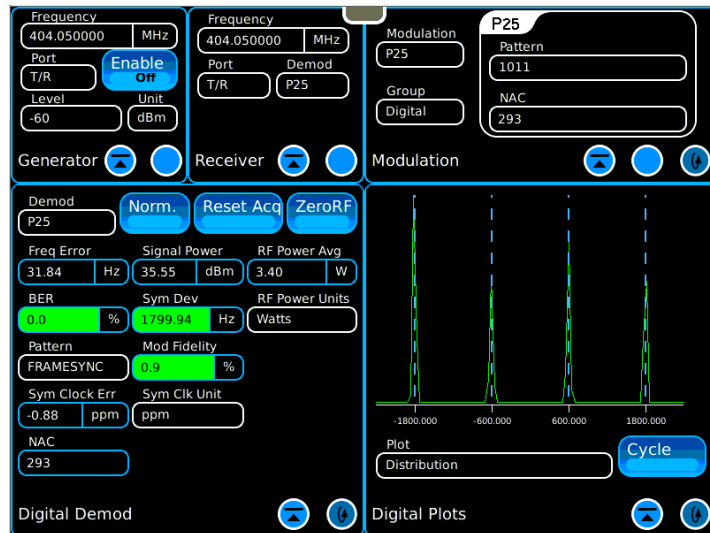 Frequency
404.050000 MHz
Port
T/R
Enable
Off
Level
Unit
-60
dBm
Generator
Frequency
404.050000 MHz
Port
Demod
T/R
P25
Receiver
Modulation
P25
Group
Digital
P25
Pattern
1011
NAC
293
Modulation
Demod
P25
Norm.
Reset Acq
ZeroRF
Freq Error
Signal Power
RF Power Avg
31.84 Hz
35.55 dBm
3.40 W
BER
Sym Dev
RF Power Units
0.0 %
1799.94 Hz
Watts
Pattern
Mod Fidelity
FRAMESYNC
0.9 %
Sym Clock Err
Sym Clk Unit
-0.88 ppm
ppm
NAC
293
Digital Demod
-1800.000 -600.000 600.000 1800.000
Plot
Distribution
Cycle
Digital Plots